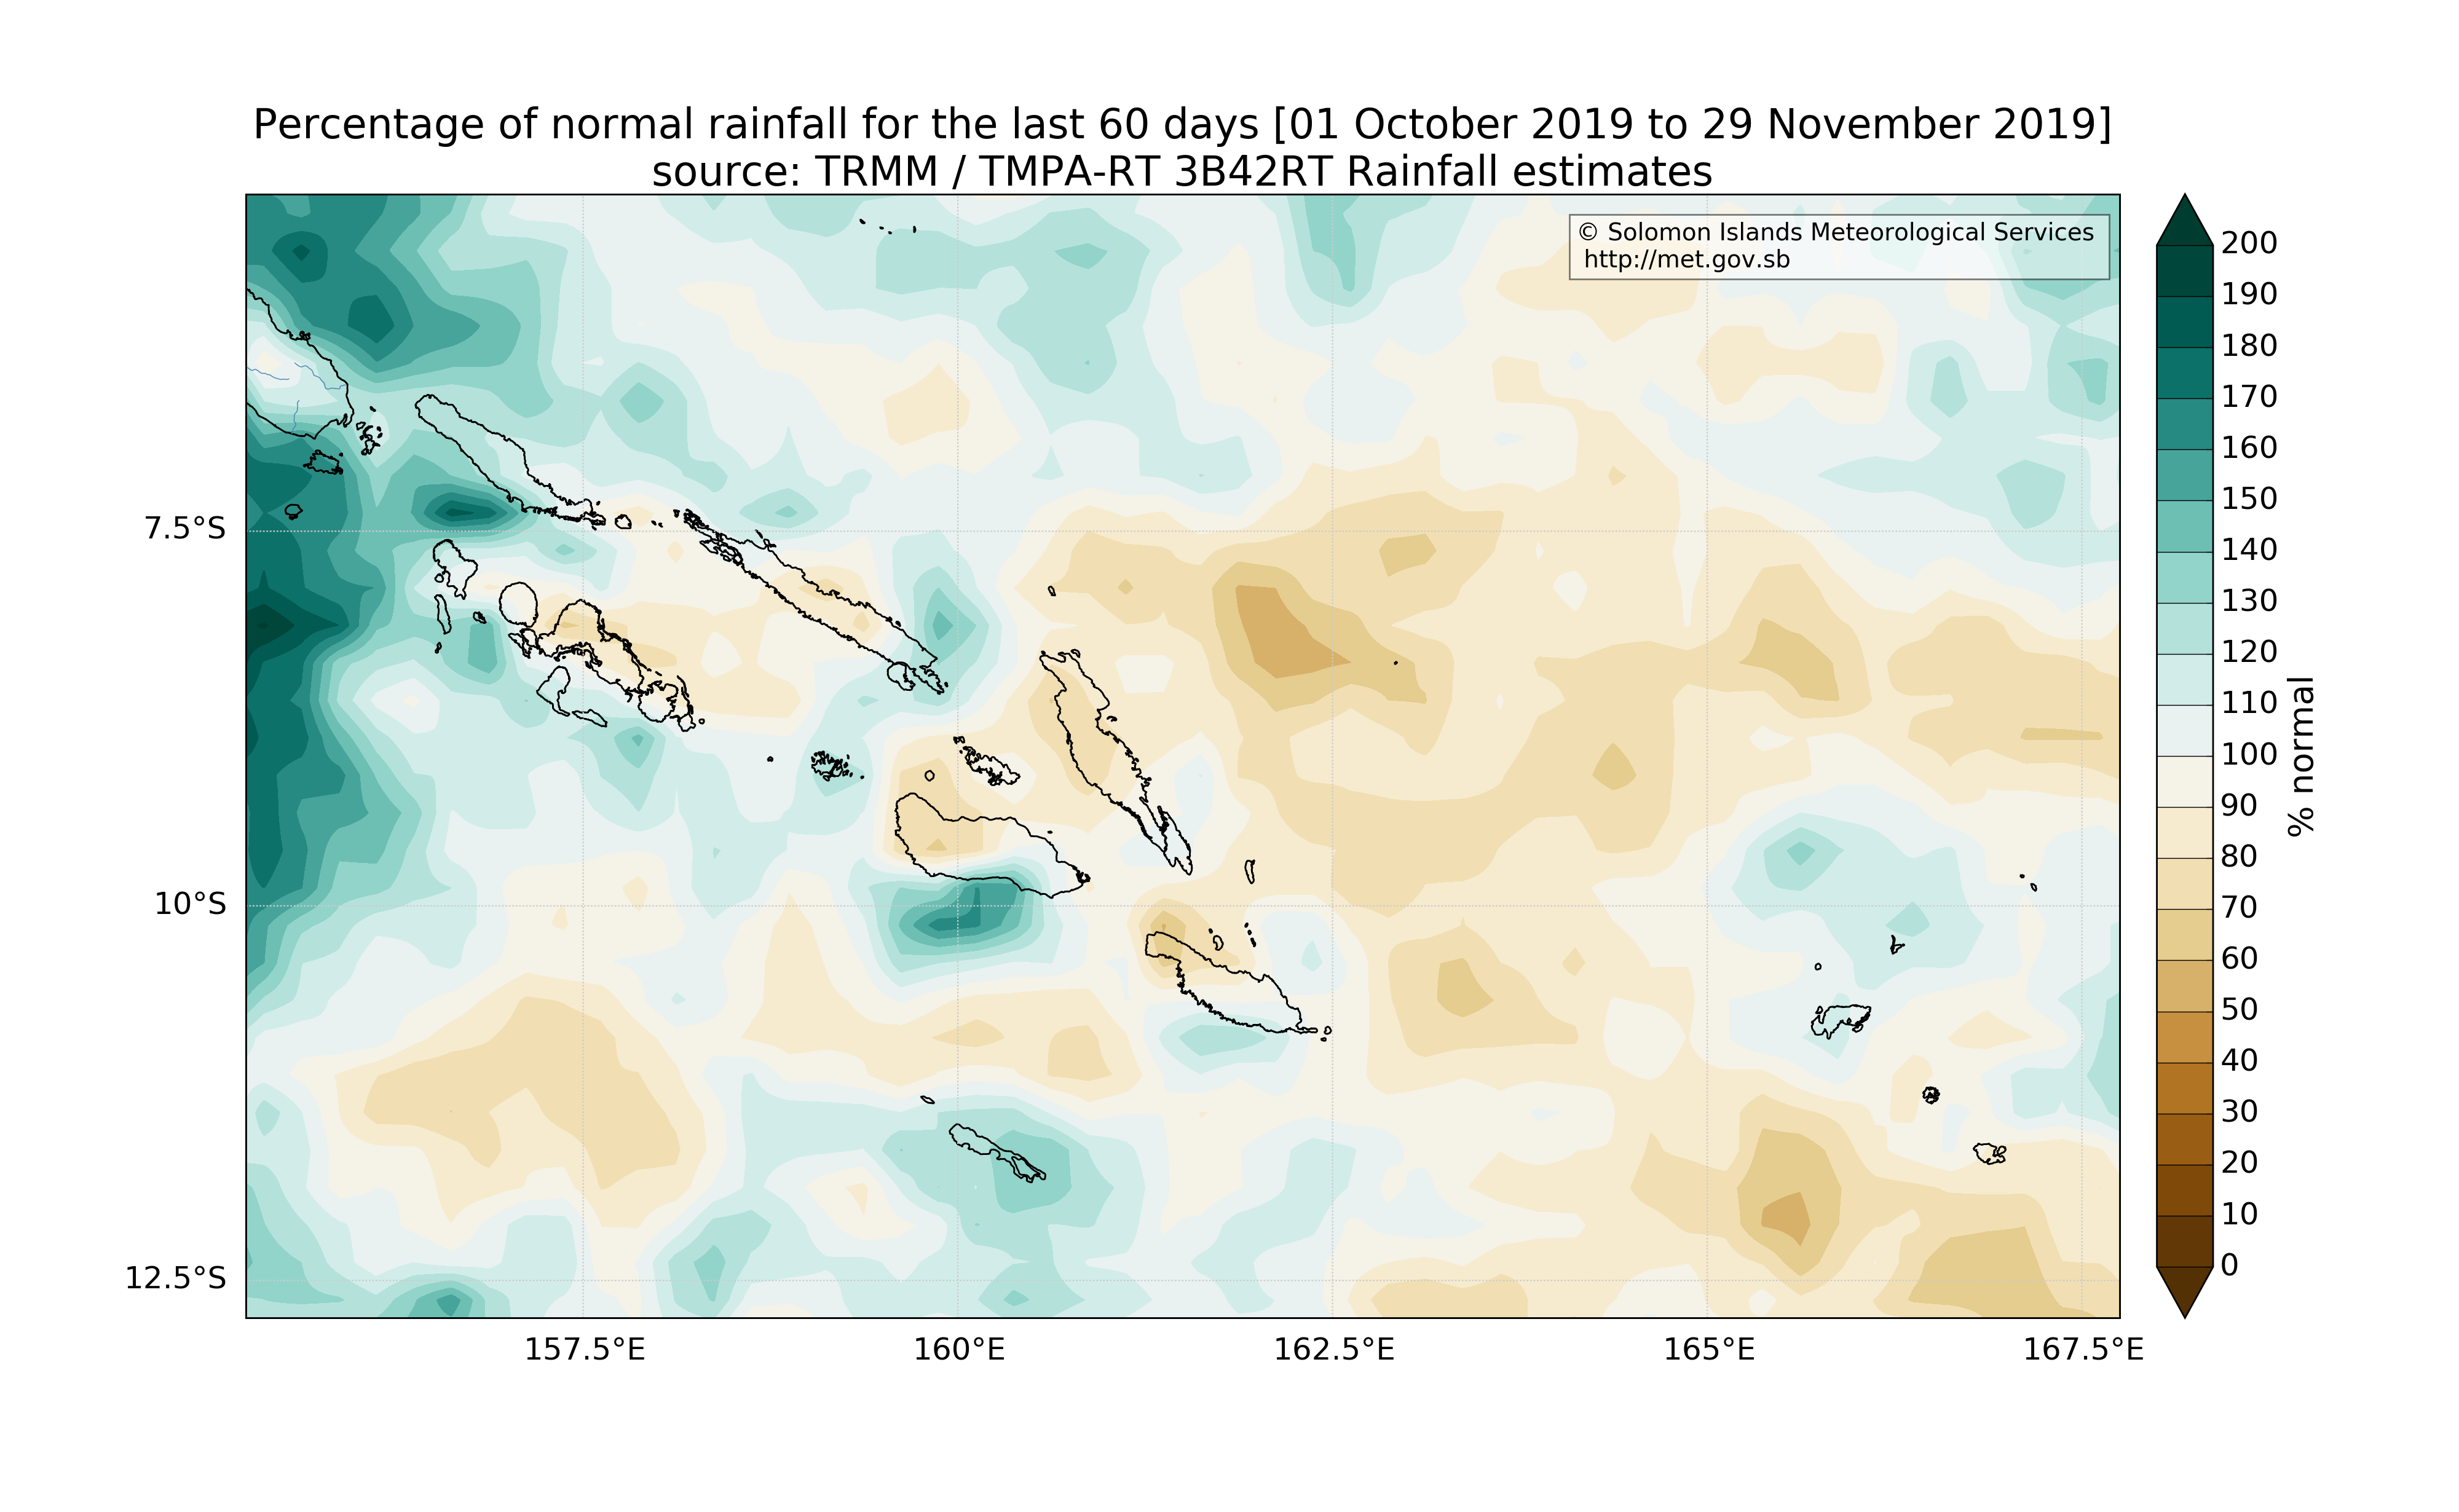 Percentage of normal rainfall for the last 60 days [01 October 2019 to 29 November 2019]
source: TRMM / TMPA-RT 3B42RT Rainfall estimates
© Solomon Islands Meteorological Services
http://met.gov.sb
7.5°S
10°S
12.5°S
157.5°E
160°E
162.5°E
165°E
167.5°E
200
190
180
170
160
150
140
130
120
110
100
90
80
70
60
50
40
30
20
10
0
% normal